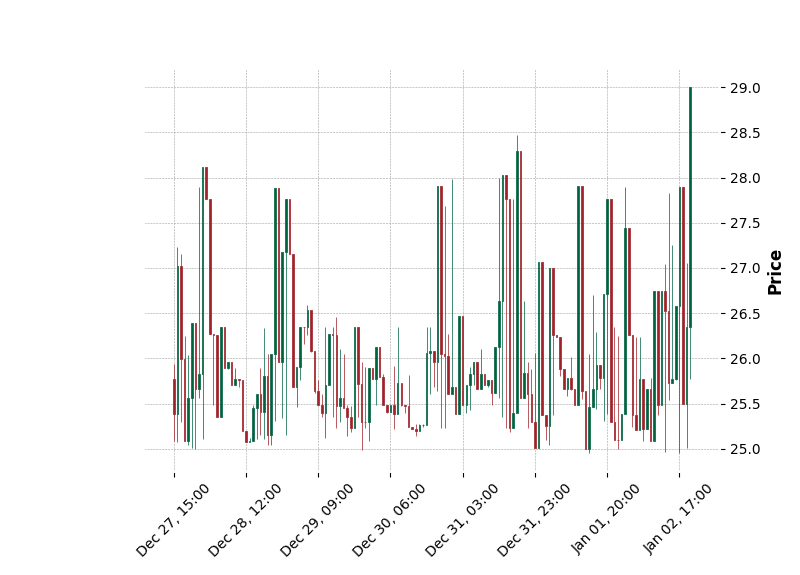 29.0
28.5
28.0
27.5
27.0
26.5
26.0
25.5
25.0
Price
Dec 27, 15:00
Dec 28, 12:00
Dec 29, 09:00
Dec 30, 06:00
Dec 31, 03:00
Dec 31, 23:00
Jan 01, 20:00
Jan 02, 17:00